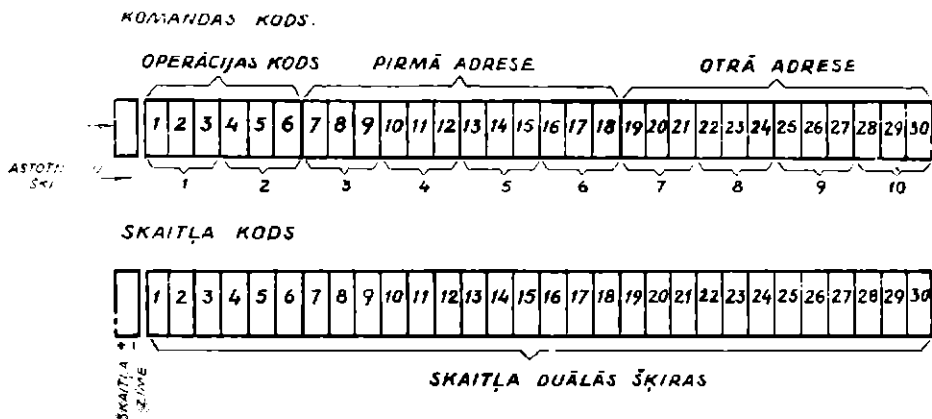 KOMANDAS KODS.
OPERĀCIJAS KODS PIRMĀ ADRESE OTRĀ ADRESE
1 2 3 4 5 6 7 8 9 10 11 12 13 14 15 16 17 18 19 20 21 22 23 24 25 26 27 28 29 30
1 2 3 4 5 6 7 8 9 10
SKAITĻA KODS
1 2 3 4 5 6 7 8 9 10 11 12 13 14 15 16 17 18 19 20 21 22 23 24 25 26 27 28 29 30
+ -
SKAITĻA
ZĪME
SKAITĻA DUĀLĀS ŠĶIRAS